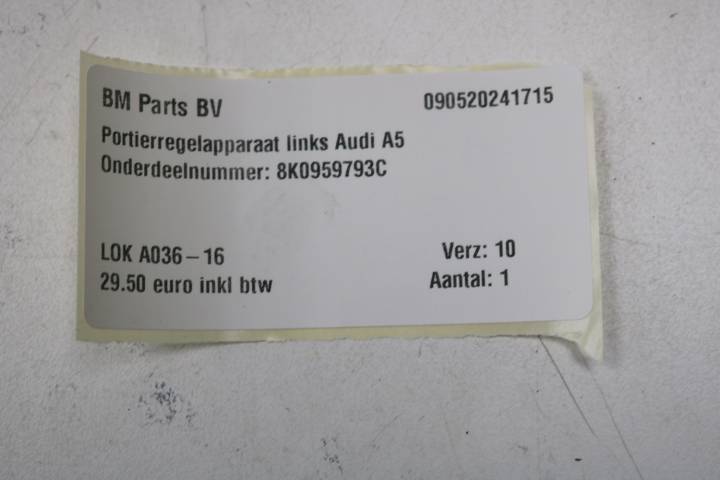 BM Parts BV 090520241715
Portierregelapparaat links Audi A5
Onderdeelnummer: 8K0959793C
LOK A036-16 Verz: 10
29.50 euro inkl btw Aantal: 1